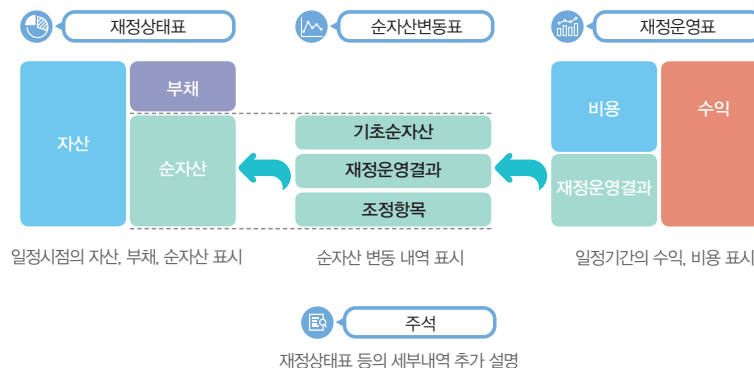 재정상태표
순자산변동표
재정운영표
자산
부채
순자산
기초순자산
재정운영결과
조정항목
비용
재정운영결과
수익
일정시점의 자산, 부채, 순자산 표시
순자산 변동 내역 표시
일정기간의 수익, 비용 표시
주석
재정상태표 등의 세부내역 추가 설명